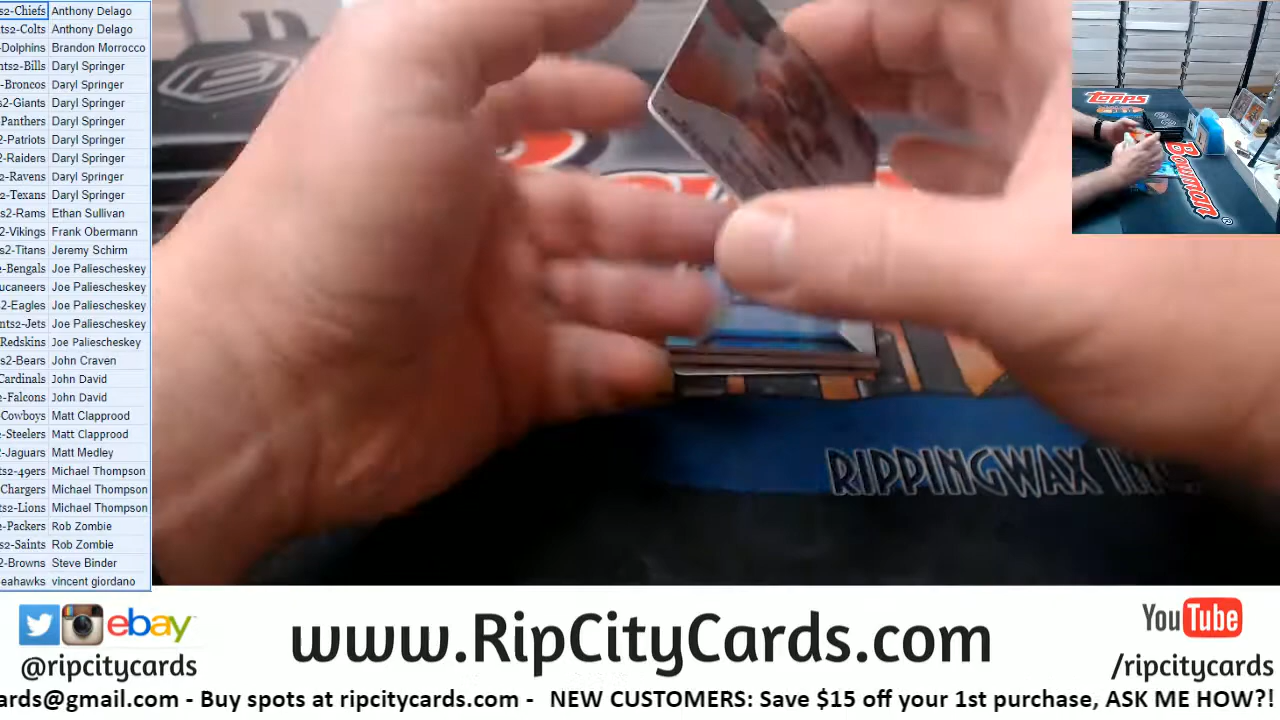 s2-Chiefs Anthony Delago
ts2-Colts Anthony Delago
-Dolphins Brandon Morrocco
nts2-Bills Daryl Springer
-Broncos Daryl Springer
s2-Giants Daryl Springer
Panthers Daryl Springer
2-Patriots Daryl Springer
-Raiders Daryl Springer
2-Ravens Daryl Springer
s2-Texans Daryl Springer
s2-Rams Ethan Sullivan
2-Vikings Frank Obermann
s2-Titans Jeremy Schirm
-Bengals Joe Paliescheskey
ucaneers Joe Paliescheskey
s2-Eagles Joe Paliescheskey
nts2-Jets Joe Paliescheskey
Redskins Joe Paliescheskey
s2-Bears John Craven
Cardinals John David
-Falcons John David
-Cowboys Matt Clapprood
-Steelers Matt Clapprood
2-Jaguars Matt Medley
ts2-49ers Michael Thompson
Chargers Michael Thompson
ts2-Lions Michael Thompson
-Packers Rob Zombie
s2-Saints Rob Zombie
2-Browns Steve Binder
eahawks vincent giordano
Topps
Bowman
RIPPINGWAX
ebay
@ripcitycards
www.RipCityCards.com
YouTube
/ripcitycards
ards@gmail.com - Buy spots at ripcitycards.com - NEW CUSTOMERS: Save $15 off your 1st purchase, ASK ME HOW?!